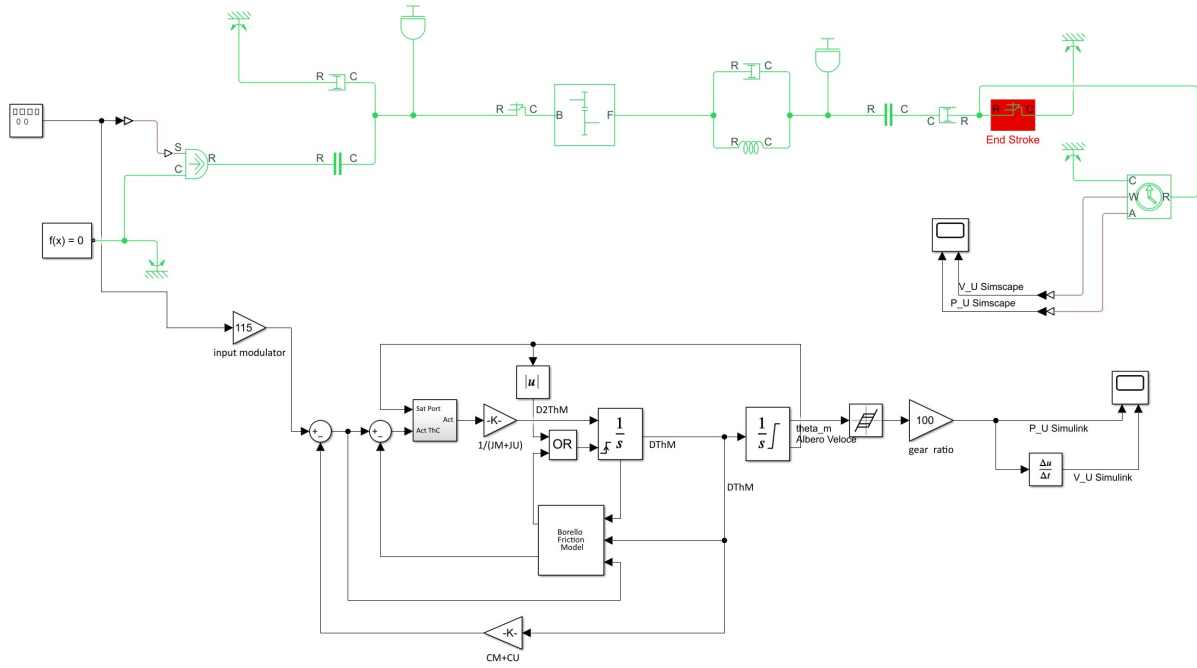 R C
R C
B F
R C
R C
R C
C R
R C
End Stroke
S
C
R
R C
C
W
A
R
f(x) = 0
V_U Simscape
P_U Simscape
115
input modulator
|u|
Sat Port
Act
Act ThC
-K-
1/(JM+JU)
D2ThM
OR
1
s
DThM
1
s
theta_m
Albero Veloce
100
gear ratio
P_U Simulink
Δu
Δt
V_U Simulink
DThM
Borello
Friction
Model
+
-
+
-
-K-
CM+CU